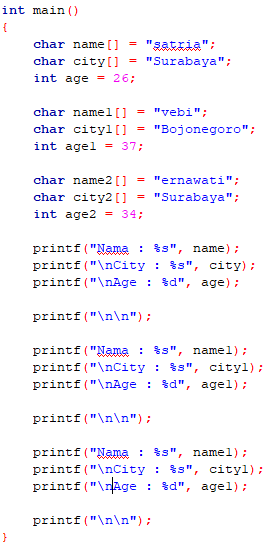 int main()
{
    char name[] = "satria";
    char city[] = "Surabaya";
    int age = 26;

    char name1[] = "vebi";
    char city1[] = "Bojonegoro";
    int age1 = 37;

    char name2[] = "ernawati";
    char city2[] = "Surabaya";
    int age2 = 34;

    printf("Nama : %s", name);
    printf("\nCity : %s", city);
    printf("\nAge : %d", age);

    printf("\n\n");

    printf("Nama : %s", name1);
    printf("\nCity : %s", city1);
    printf("\nAge : %d", age1);

    printf("\n\n");

    printf("Nama : %s", name1);
    printf("\nCity : %s", city1);
    printf("\nAge : %d", age1);

    printf("\n\n");
}